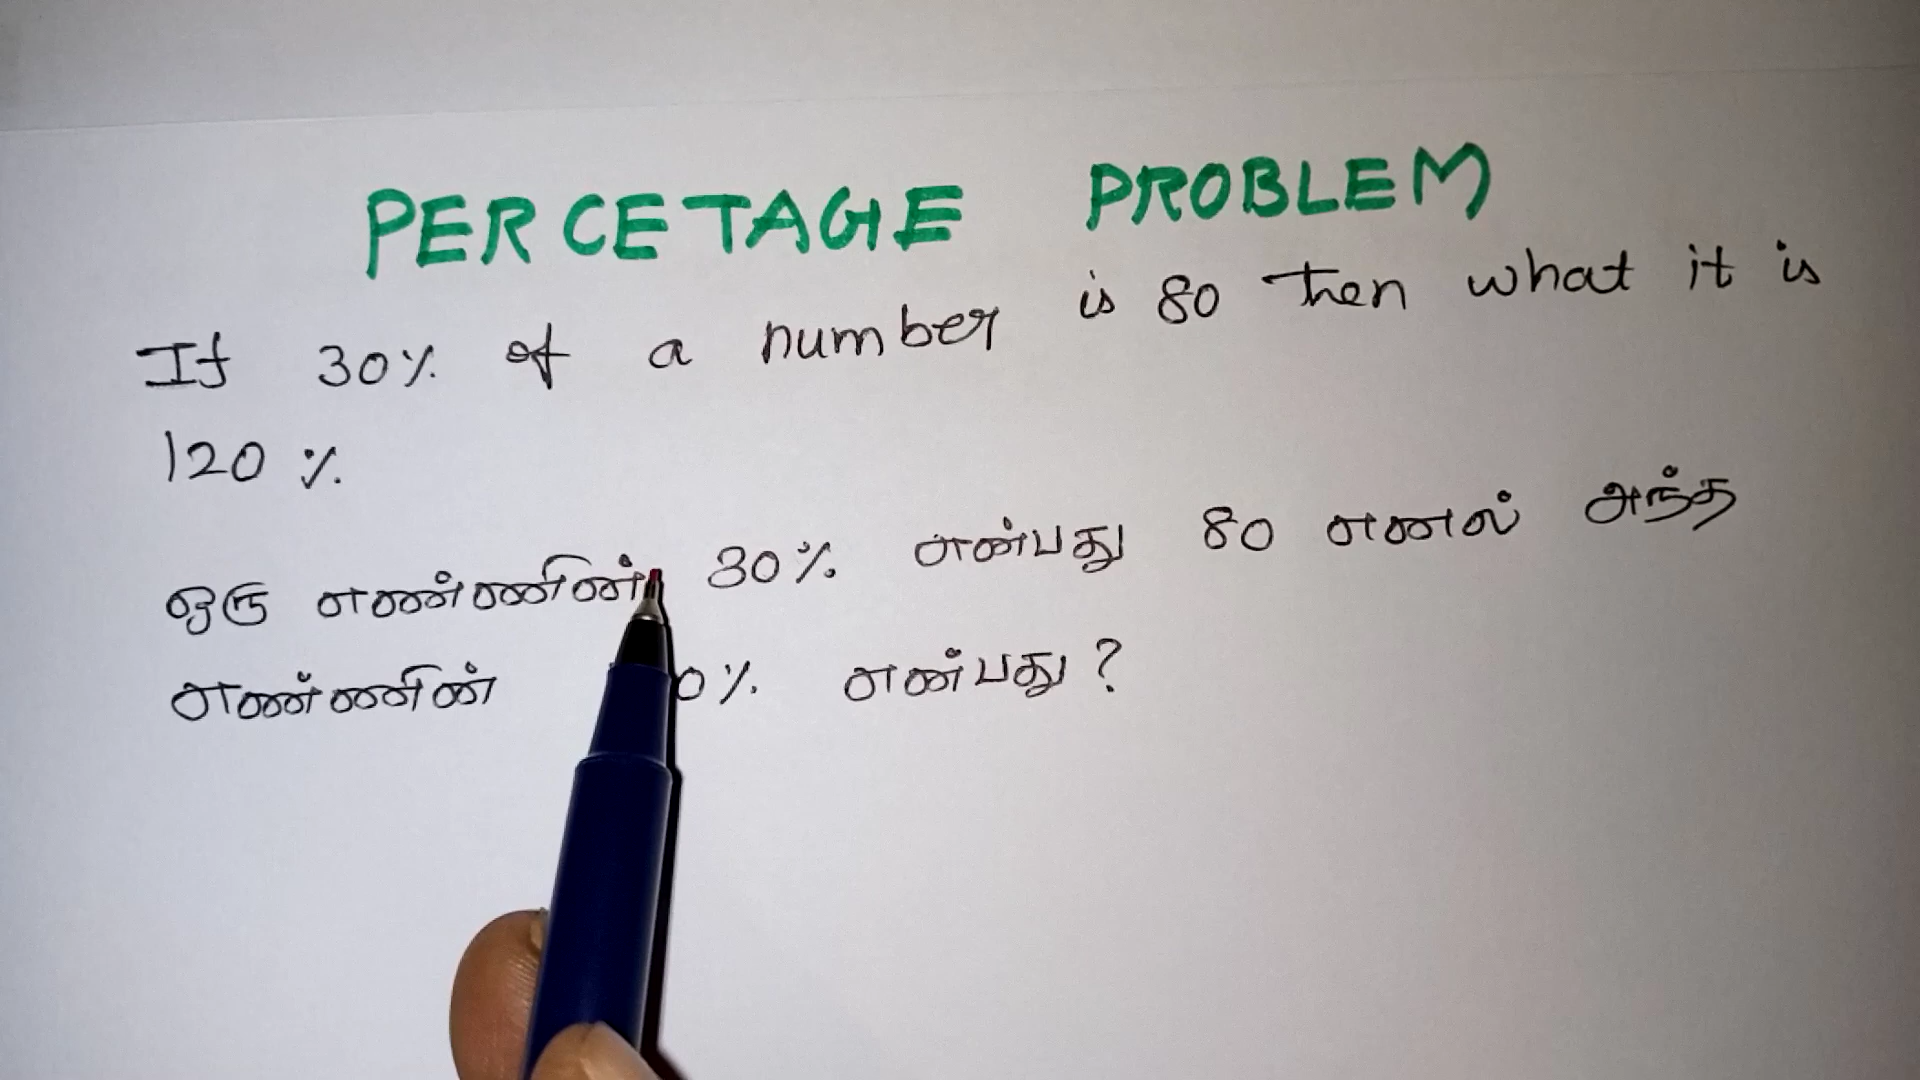 PERCETAGE PROBLEM
If 30% of a number is 80 then what it is
120 %
ஒரு எண்ணின் 30% என்பது 80 எனில் அந்த
எண்ணின் என்பது ?